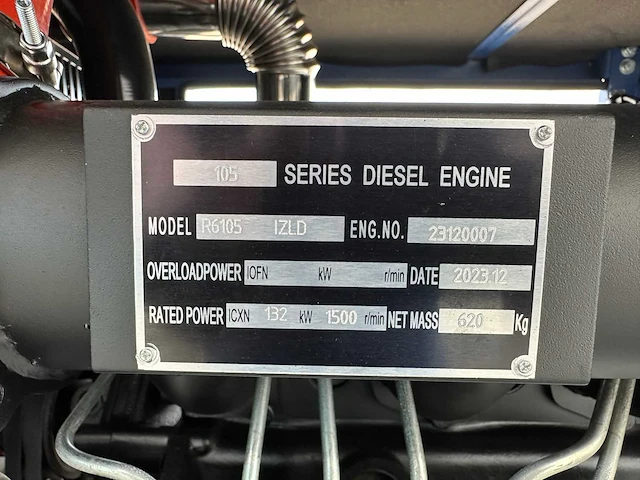 105 SERIES DIESEL ENGINE
MODEL R6105 IZLD ENG.NO. 23120007
OVERLOADPOWER IOFN kW r/min DATE 2023.12
RATED POWER ICXN 132 kW 1500 r/min NET MASS 620 Kg